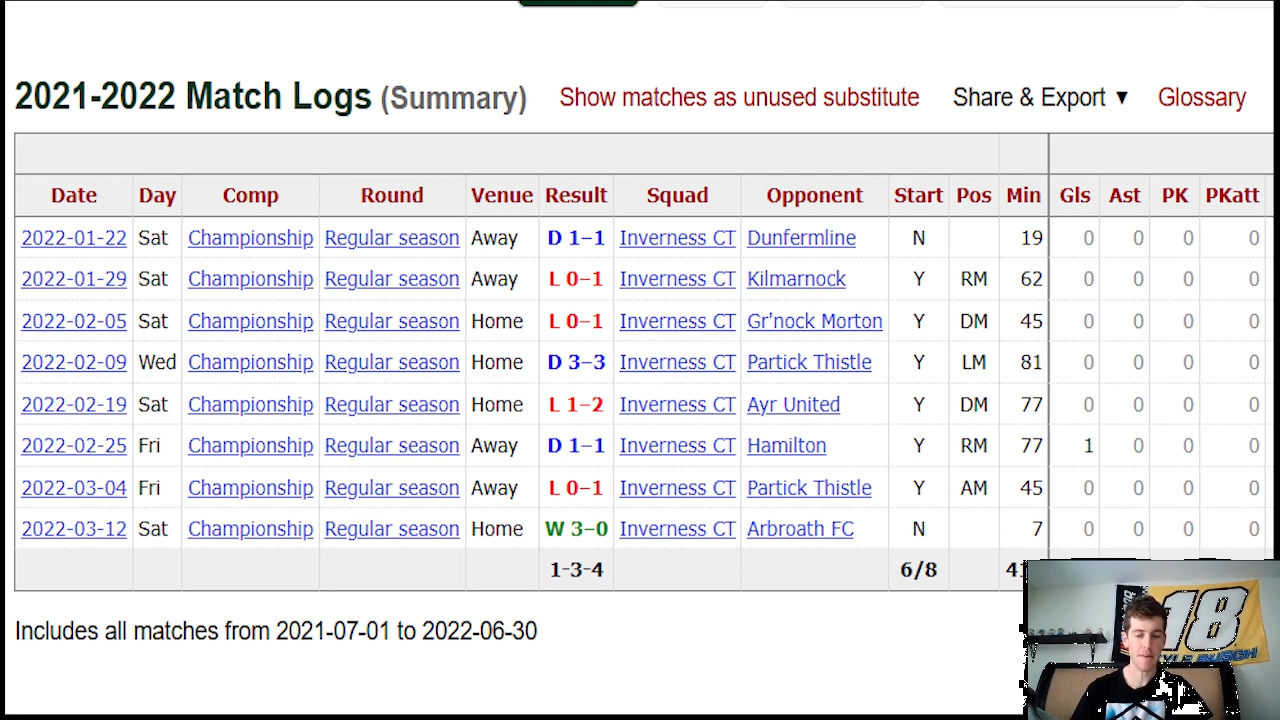 2021-2022 Match Logs (Summary) Show matches as unused substitute Share & Export ▼ Glossary
Date Day Comp Round Venue Result Squad Opponent Start Pos Min Gls Ast PK PKatt
2022-01-22 Sat Championship Regular season Away D 1–1 Inverness CT Dunfermline N 19 0 0 0 0
2022-01-29 Sat Championship Regular season Away L 0–1 Inverness CT Kilmarnock Y RM 62 0 0 0 0
2022-02-05 Sat Championship Regular season Home L 0–1 Inverness CT Gr'nock Morton Y DM 45 0 0 0 0
2022-02-09 Wed Championship Regular season Home D 3–3 Inverness CT Partick Thistle Y LM 81 0 0 0 0
2022-02-19 Sat Championship Regular season Home L 1–2 Inverness CT Ayr United Y DM 77 0 0 0 0
2022-02-25 Fri Championship Regular season Away D 1–1 Inverness CT Hamilton Y RM 77 1 0 0 0
2022-03-04 Fri Championship Regular season Away L 0–1 Inverness CT Partick Thistle Y AM 45 0 0 0 0
2022-03-12 Sat Championship Regular season Home W 3–0 Inverness CT Arbroath FC N 7 0 0 0 0
1-3-4 6/8
Includes all matches from 2021-07-01 to 2022-06-30
18
KYLE BUSCH